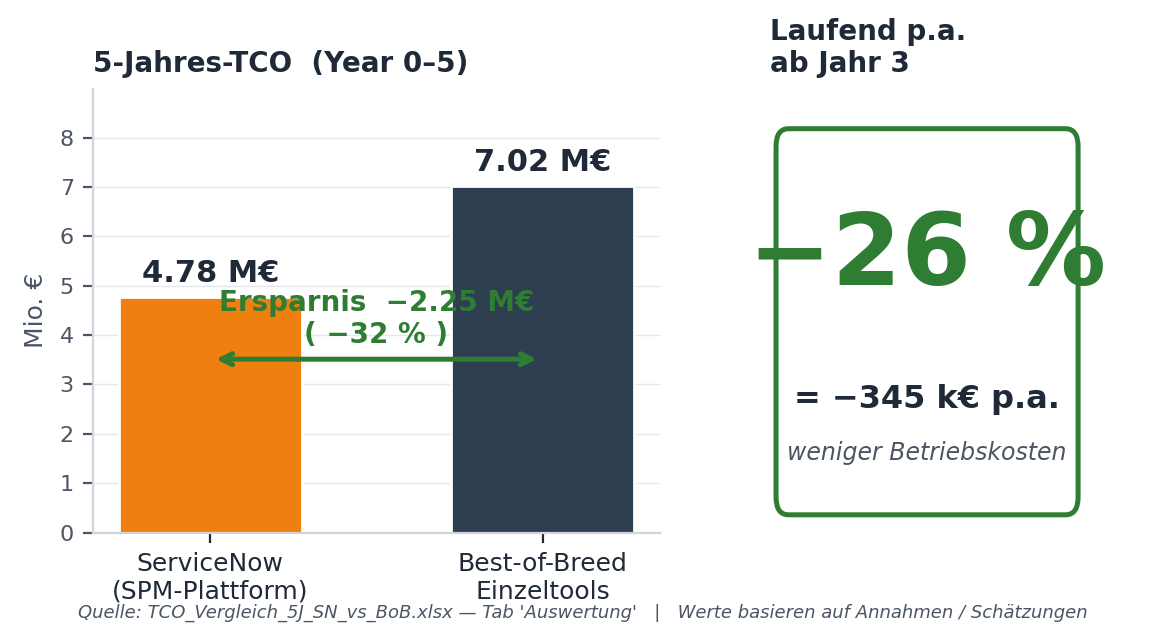 5-Jahres-TCO (Year 0–5)
Mio. €
8
7
6
5
4
3
2
1
0
4.78 M€
7.02 M€
Ersparnis −2.25 M€
( −32 % )
ServiceNow
(SPM-Plattform)
Best-of-Breed
Einzeltools
Laufend p.a.
ab Jahr 3
−26 %
= −345 k€ p.a.
weniger Betriebskosten
Quelle: TCO_Vergleich_5J_SN_vs_BoB.xlsx — Tab 'Auswertung' | Werte basieren auf Annahmen / Schätzungen